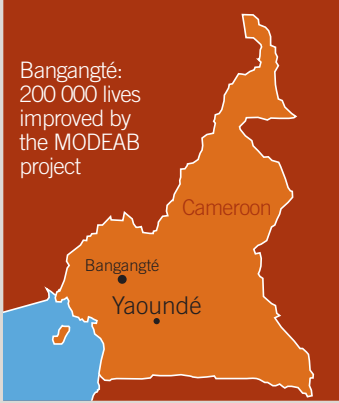 Bangangté:
200 000 lives
improved by
the MODEAB
project
Cameroon
Bangangté
Yaoundé